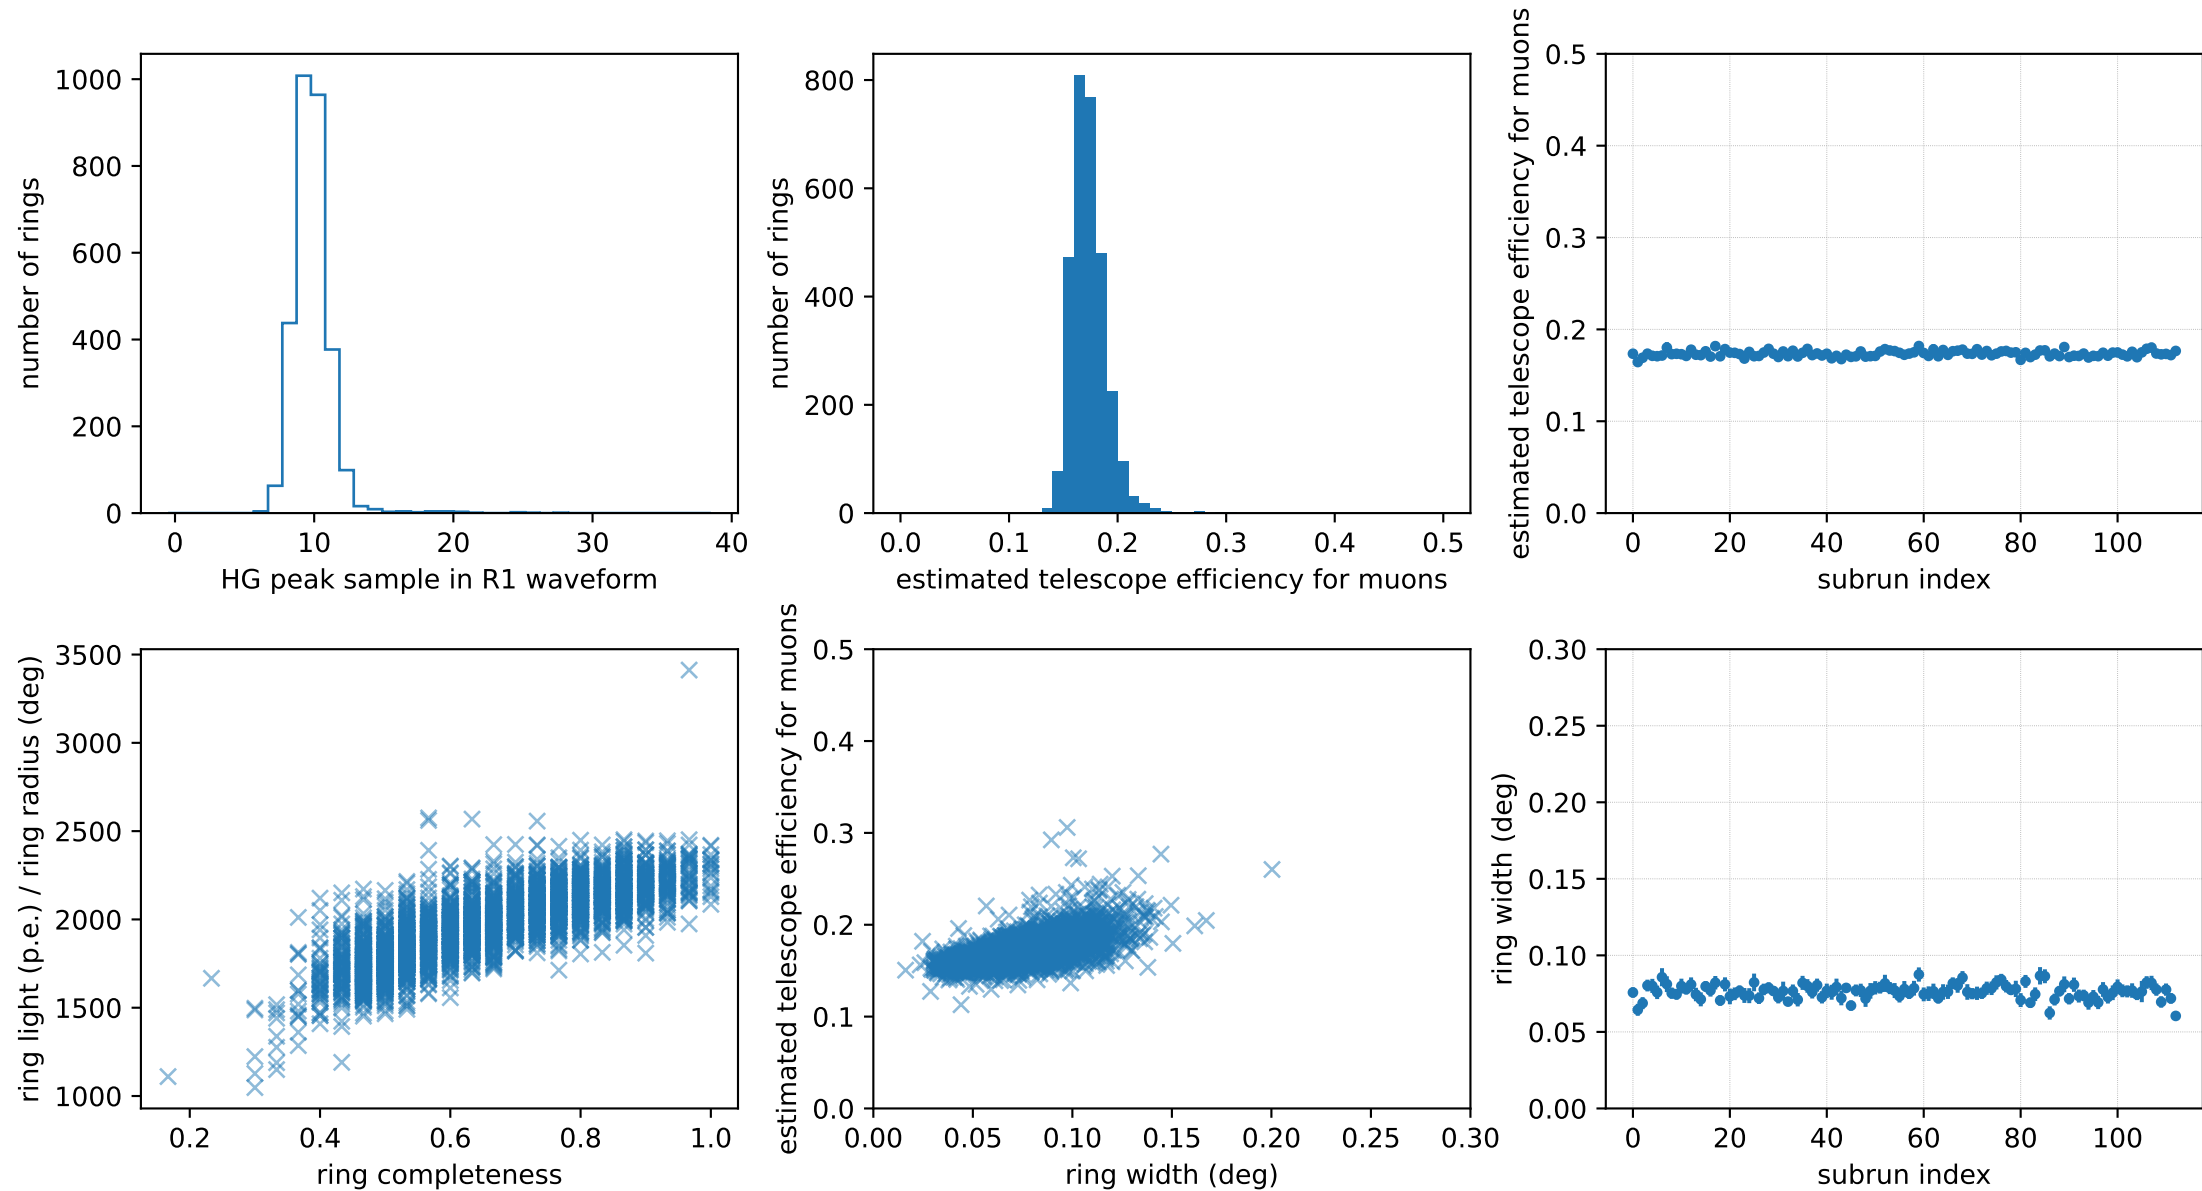 number of rings
1000
800
600
400
200
0
0 10 20 30 40
HG peak sample in R1 waveform
number of rings
800
600
400
200
0
0.0 0.1 0.2 0.3 0.4 0.5
estimated telescope efficiency for muons
estimated telescope efficiency for muons
0.5
0.4
0.3
0.2
0.1
0.0
0 20 40 60 80 100
subrun index
ring light (p.e.) / ring radius (deg)
3500
3000
2500
2000
1500
1000
0.2 0.4 0.6 0.8 1.0
ring completeness
estimated telescope efficiency for muons
0.5
0.4
0.3
0.2
0.1
0.0
0.00 0.05 0.10 0.15 0.20 0.25 0.30
ring width (deg)
ring width (deg)
0.30
0.25
0.20
0.15
0.10
0.05
0.00
0 20 40 60 80 100
subrun index